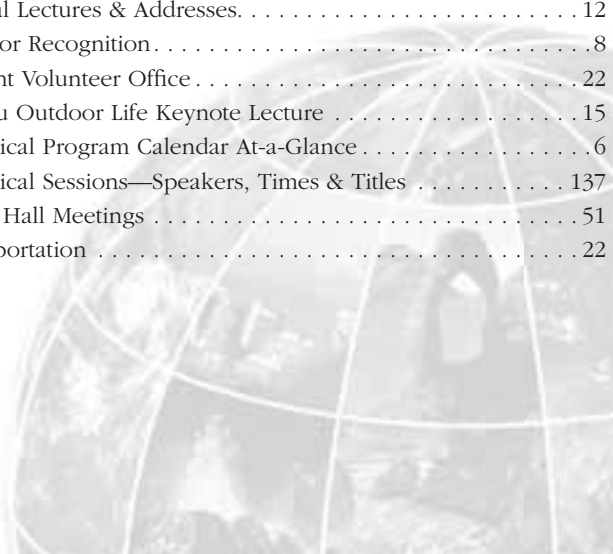 al Lectures & Addresses. . . . . . . . . . . . . . . . . . . . . . . . . . 12
or Recognition . . . . . . . . . . . . . . . . . . . . . . . . . . . . . . . . . 8
nt Volunteer Office . . . . . . . . . . . . . . . . . . . . . . . . . . . . . 22
u Outdoor Life Keynote Lecture . . . . . . . . . . . . . . . . . . 15
ical Program Calendar At-a-Glance . . . . . . . . . . . . . . . . . 6
ical Sessions—Speakers, Times & Titles . . . . . . . . . . . 137
Hall Meetings . . . . . . . . . . . . . . . . . . . . . . . . . . . . . . . . 51
portation . . . . . . . . . . . . . . . . . . . . . . . . . . . . . . . . . . . . 22